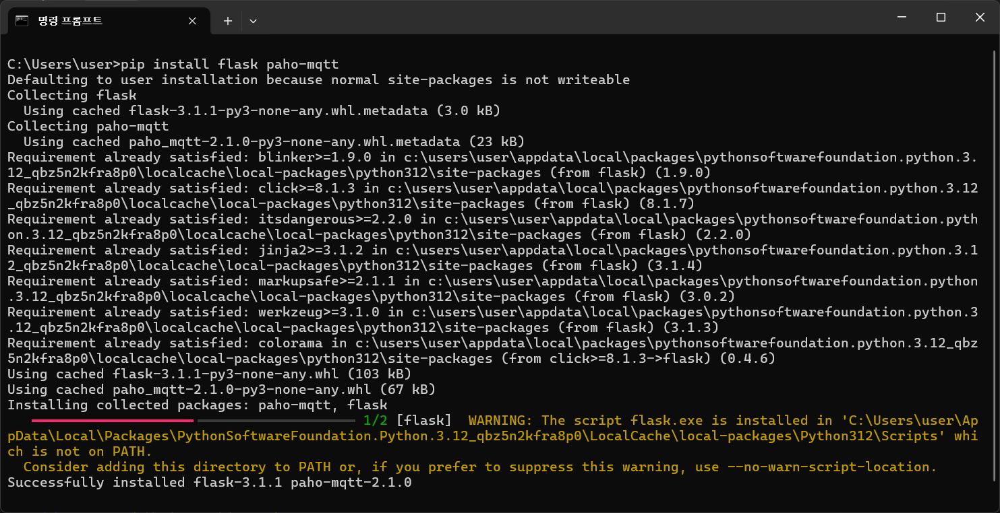 명령 프롬프트
C:\Users\user>pip install flask paho-mqtt
Defaulting to user installation because normal site-packages is not writeable
Collecting flask
  Using cached flask-3.1.1-py3-none-any.whl.metadata (3.0 kB)
Collecting paho-mqtt
  Using cached paho_mqtt-2.1.0-py3-none-any.whl.metadata (23 kB)
Requirement already satisfied: blinker>=1.9.0 in c:\users\user\appdata\local\packages\pythonsoftwarefoundation.python.3.
12_qbz5n2kfra8p0\localcache\local-packages\python312\site-packages (from flask) (1.9.0)
Requirement already satisfied: click>=8.1.3 in c:\users\user\appdata\local\packages\pythonsoftwarefoundation.python.3.12
_qbz5n2kfra8p0\localcache\local-packages\python312\site-packages (from flask) (8.1.7)
Requirement already satisfied: itsdangerous>=2.2.0 in c:\users\user\appdata\local\packages\pythonsoftwarefoundation.pyth
on.3.12_qbz5n2kfra8p0\localcache\local-packages\python312\site-packages (from flask) (2.2.0)
Requirement already satisfied: jinja2>=3.1.2 in c:\users\user\appdata\local\packages\pythonsoftwarefoundation.python.3.1
2_qbz5n2kfra8p0\localcache\local-packages\python312\site-packages (from flask) (3.1.4)
Requirement already satisfied: markupsafe>=2.1.1 in c:\users\user\appdata\local\packages\pythonsoftwarefoundation.python
.3.12_qbz5n2kfra8p0\localcache\local-packages\python312\site-packages (from flask) (3.0.2)
Requirement already satisfied: werkzeug>=3.1.0 in c:\users\user\appdata\local\packages\pythonsoftwarefoundation.python.3
.12_qbz5n2kfra8p0\localcache\local-packages\python312\site-packages (from flask) (3.1.3)
Requirement already satisfied: colorama in c:\users\user\appdata\local\packages\pythonsoftwarefoundation.python.3.12_qbz
5n2kfra8p0\localcache\local-packages\python312\site-packages (from click>=8.1.3->flask) (0.4.6)
Using cached flask-3.1.1-py3-none-any.whl (103 kB)
Using cached paho_mqtt-2.1.0-py3-none-any.whl (67 kB)
Installing collected packages: paho-mqtt, flask
1/2 [flask]  WARNING: The script flask.exe is installed in 'C:\Users\user\Ap
pData\Local\Packages\PythonSoftwareFoundation.Python.3.12_qbz5n2kfra8p0\LocalCache\local-packages\Python312\Scripts' whi
ch is not on PATH.
  Consider adding this directory to PATH or, if you prefer to suppress this warning, use --no-warn-script-location.
Successfully installed flask-3.1.1 paho-mqtt-2.1.0